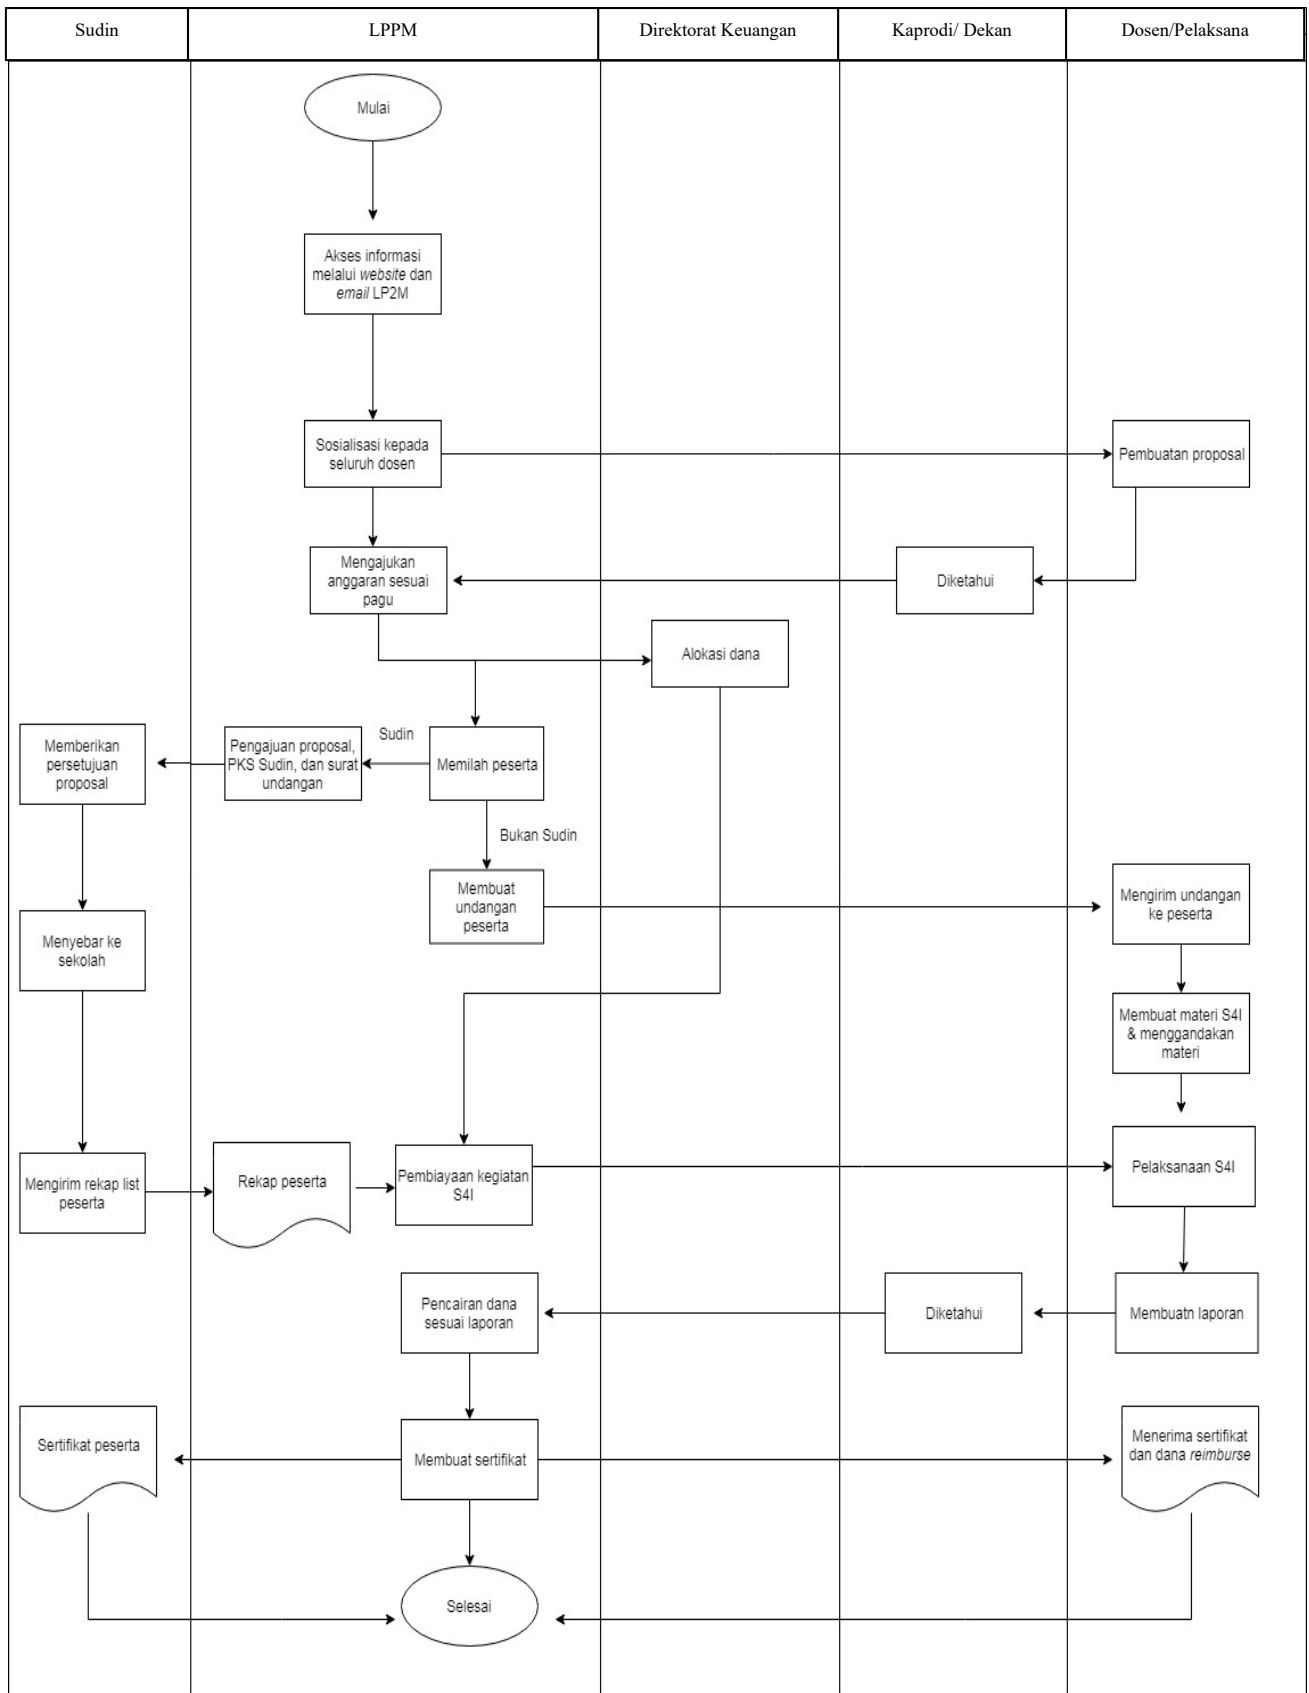 Sudin
LPPM
Direktorat Keuangan
Kaprodi/ Dekan
Dosen/Pelaksana
Mulai
Akses informasi
melalui website dan
email LP2M
Sosialisasi kepada
seluruh dosen
Pembuatan proposal
Mengajukan
anggaran sesuai
pagu
Diketahui
Alokasi dana
Memberikan
persetujuan
proposal
Pengajuan proposal,
PKS Sudin, dan surat
undangan
Sudin
Memilah peserta
Bukan Sudin
Membuat
undangan
peserta
Mengirim undangan
ke peserta
Menyebar ke
sekolah
Membuat materi S4I
& menggandakan
materi
Mengirim rekap list
peserta
Rekap peserta
Pembiayaan kegiatan
S4I
Pelaksanaan S4I
Pencairan dana
sesuai laporan
Diketahui
Membuatn laporan
Sertifikat peserta
Membuat sertifikat
Menerima sertifikat
dan dana reimburse
Selesai